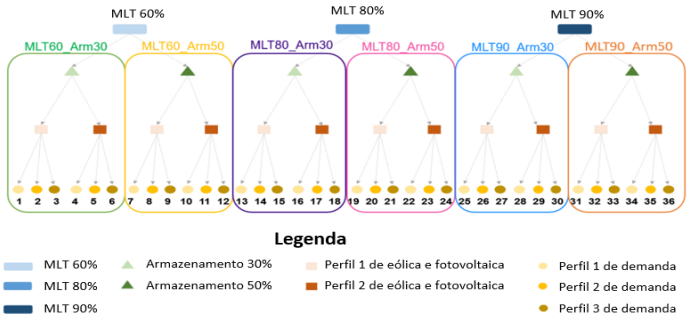 MLT 60% MLT 80% MLT 90%
MLT60_Arm30 MLT60_Arm50 MLT80_Arm30 MLT80_Arm50 MLT90_Arm30 MLT90_Arm50
1 2 3 4 5 6 7 8 9 10 11 12 13 14 15 16 17 18 19 20 21 22 23 24 25 26 27 28 29 30 31 32 33 34 35 36
Legenda
MLT 60% Armazenamento 30% Perfil 1 de eólica e fotovoltaica Perfil 1 de demanda
MLT 80% Armazenamento 50% Perfil 2 de eólica e fotovoltaica Perfil 2 de demanda
MLT 90% Perfil 3 de demanda